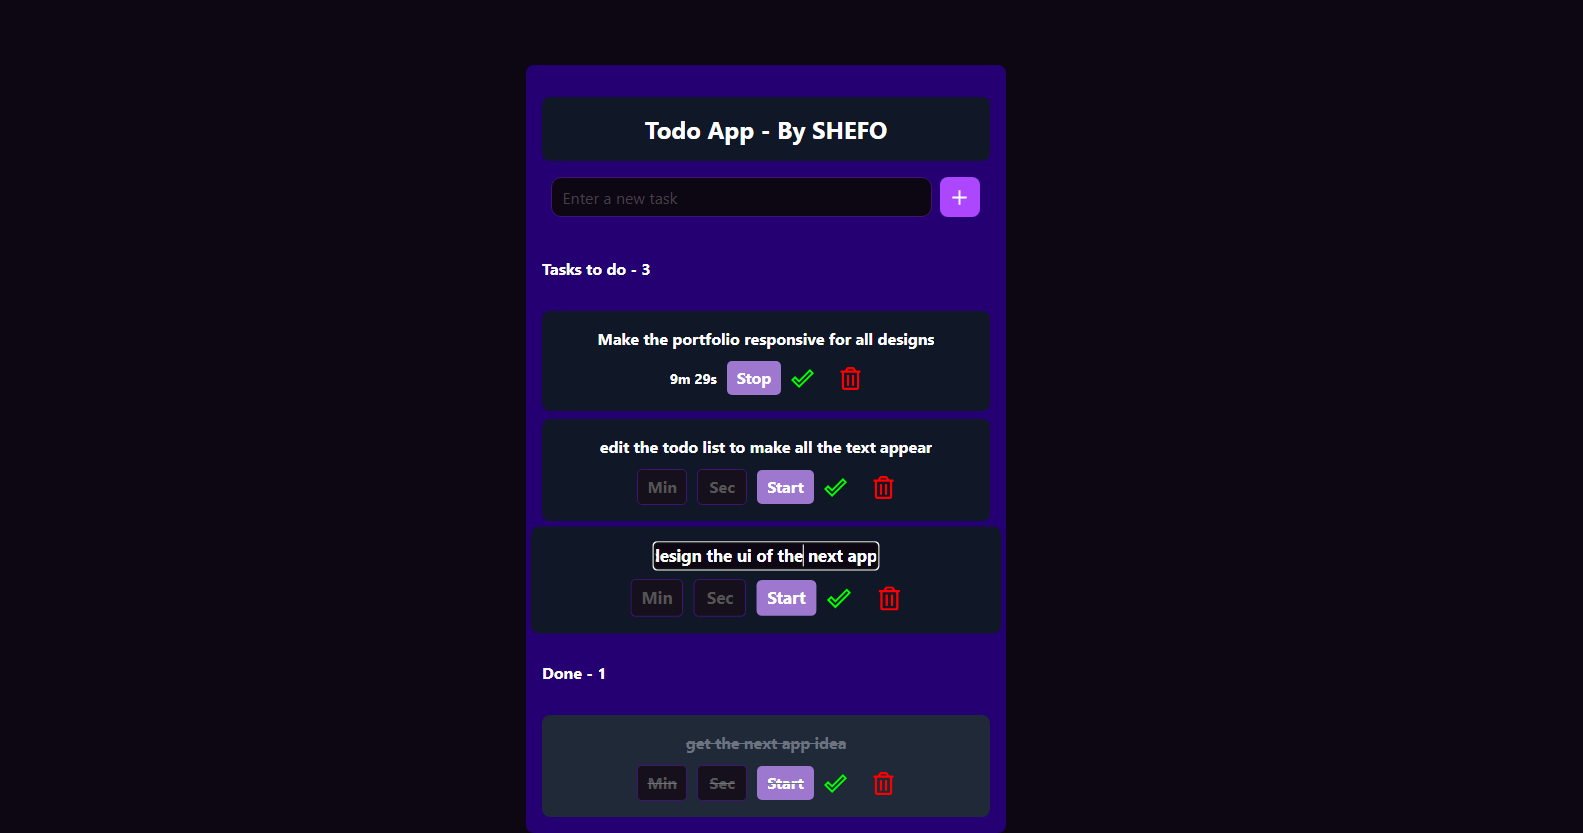 Todo App - By SHEFO
Enter a new task
Tasks to do - 3
Make the portfolio responsive for all designs
9m 29s Stop
edit the todo list to make all the text appear
Min Sec Start
lesign the ui of the next app
Min Sec Start
Done - 1
get the next app idea
Min Sec Start